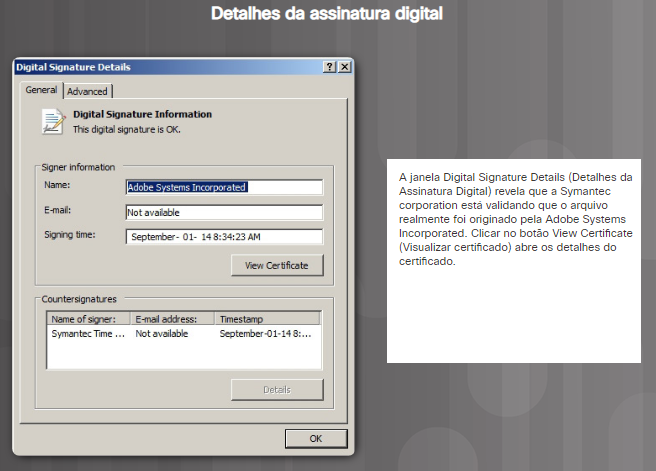 Detalhes da assinatura digital
Digital Signature Details
General Advanced
Digital Signature Information
This digital signature is OK.
Signer information
Name: Adobe Systems Incorporated
E-mail: Not available
Signing time: September- 01- 14 8:34:23 AM
View Certificate
Countersignatures
Name of signer: E-mail address: Timestamp
Symantec Time ... Not available September-01-14 8:...
Details
OK
A janela Digital Signature Details (Detalhes da
Assinatura Digital) revela que a Symantec
corporation está validando que o arquivo
realmente foi originado pela Adobe Systems
Incorporated. Clicar no botão View Certificate
(Visualizar certificado) abre os detalhes do
certificado.